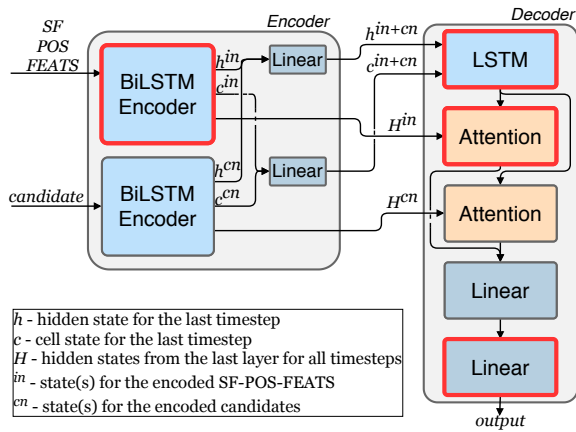 SF
POS
FEATS
Encoder
Decoder
BiLSTM
Encoder
h^in
c^in
Linear
h^in+cn
c^in+cn
LSTM
H^in
Attention
candidate
BiLSTM
Encoder
h^cn
c^cn
Linear
H^cn
Attention
Linear
Linear
output
h - hidden state for the last timestep
c - cell state for the last timestep
H - hidden states from the last layer for all timesteps
in - state(s) for the encoded SF-POS-FEATS
cn - state(s) for the encoded candidates